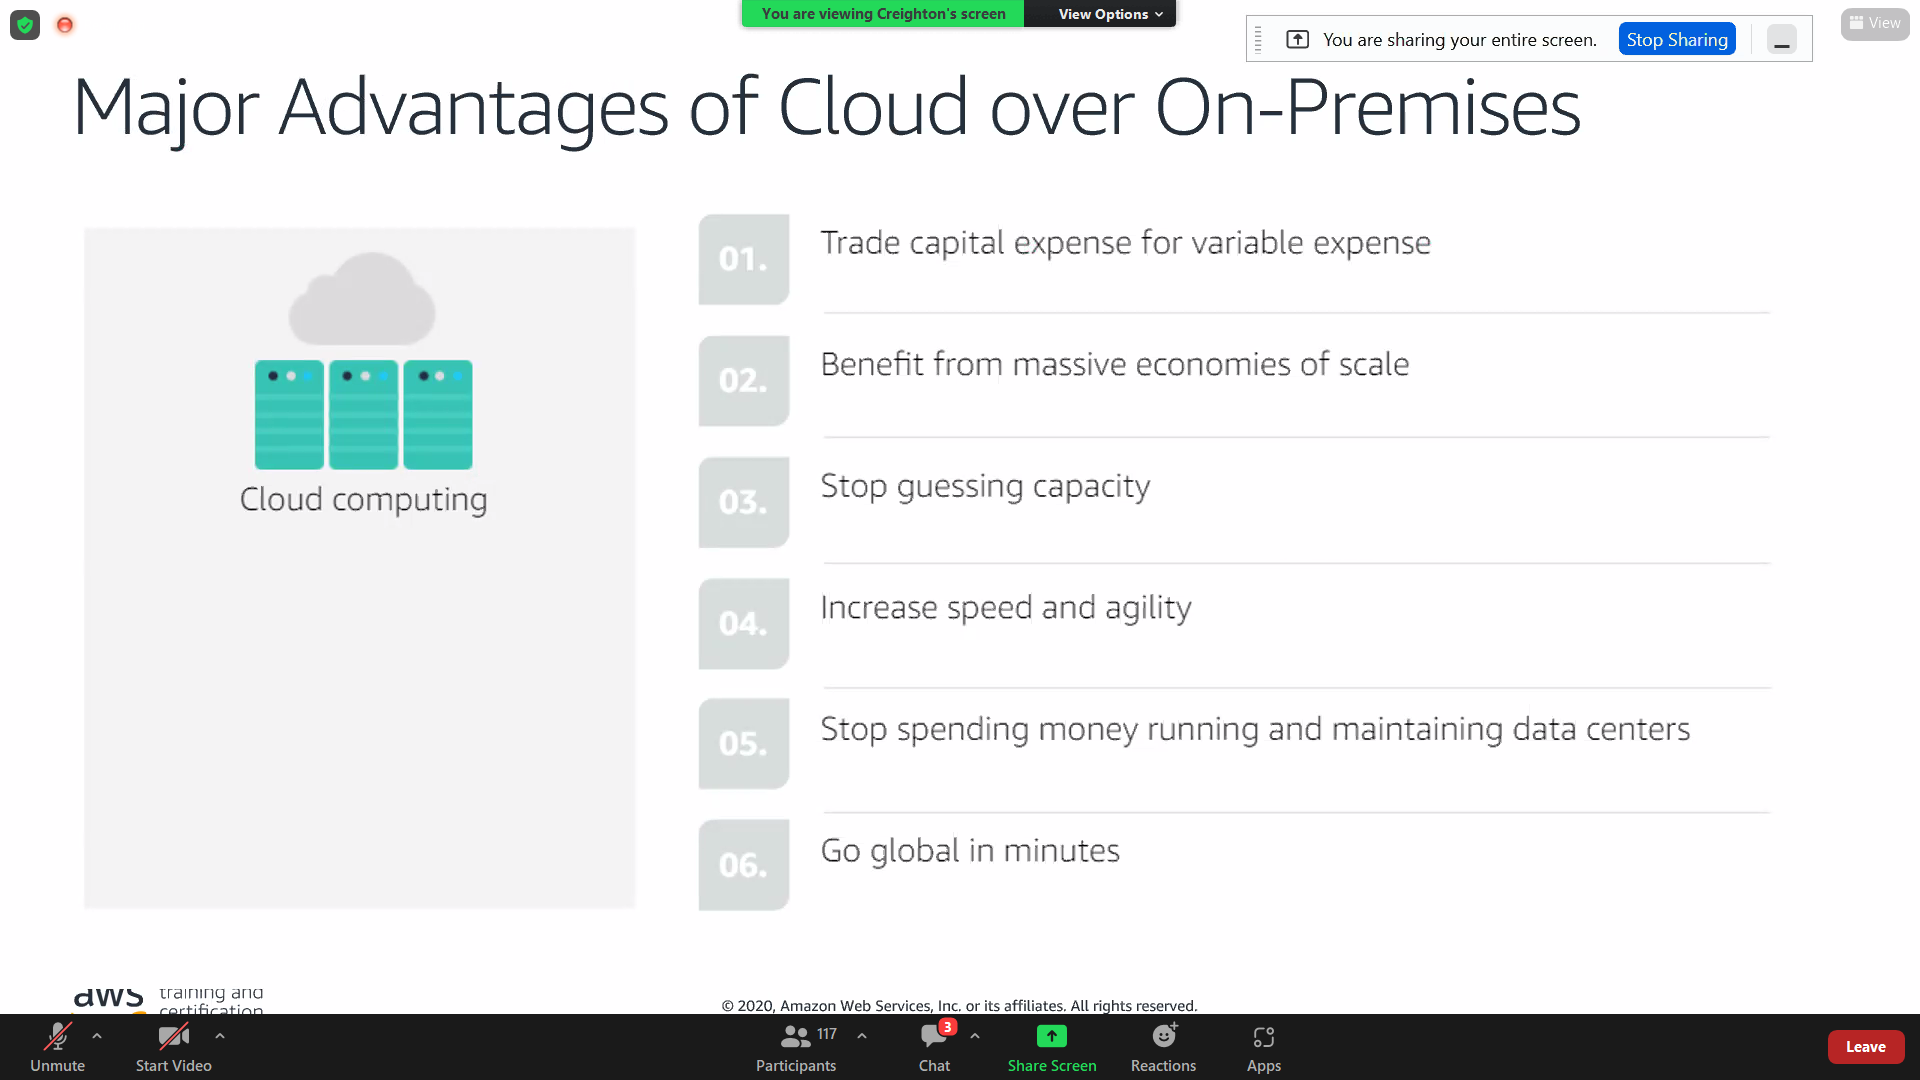 You are viewing Creighton's screen
View Options
You are sharing your entire screen.
Stop Sharing
View
Major Advantages of Cloud over On-Premises
Cloud computing
01. Trade capital expense for variable expense
02. Benefit from massive economies of scale
03. Stop guessing capacity
04. Increase speed and agility
05. Stop spending money running and maintaining data centers
06. Go global in minutes
aws training and
certification
© 2020, Amazon Web Services, Inc. or its affiliates. All rights reserved.
Unmute
Start Video
117
Participants
3
Chat
Share Screen
Reactions
Apps
Leave